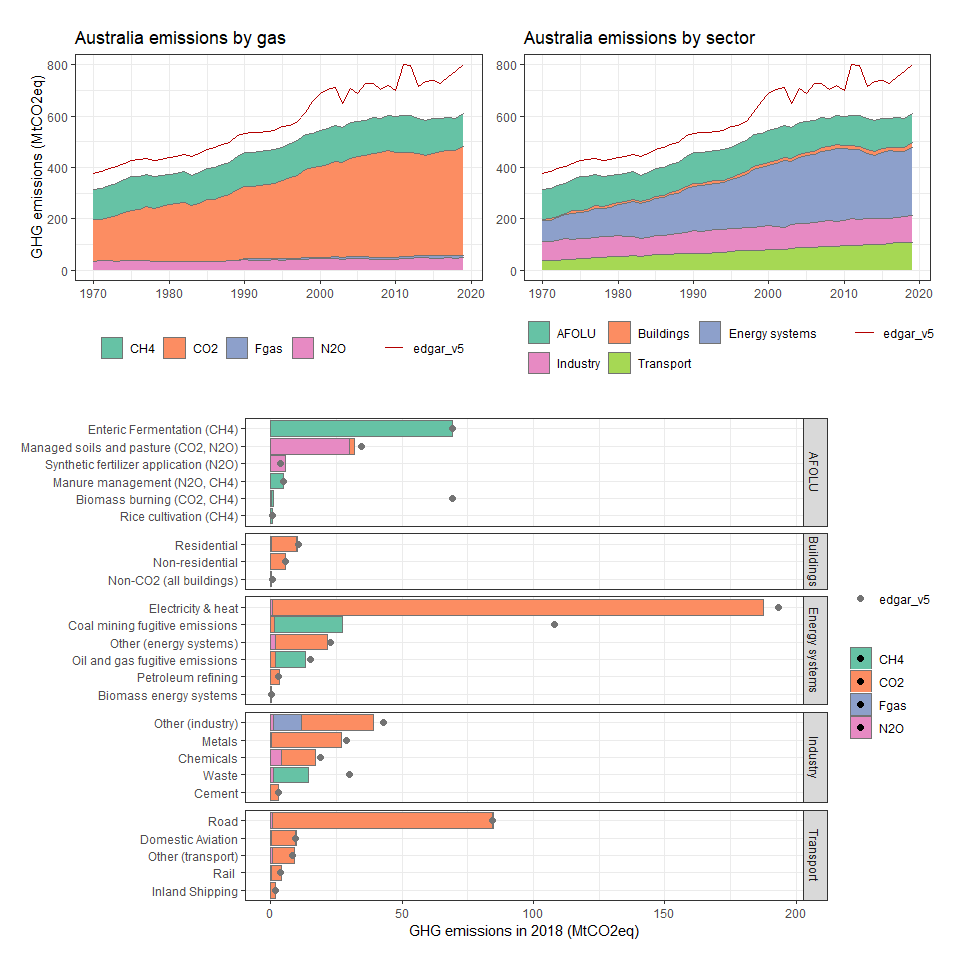 Australia emissions by gas
GHG emissions (MtCO2eq)
800
600
400
200
0
1970 1980 1990 2000 2010 2020
CH4 CO2 Fgas N2O edgar_v5
Australia emissions by sector
800
600
400
200
0
1970 1980 1990 2000 2010 2020
AFOLU Buildings Energy systems edgar_v5
Industry Transport
Enteric Fermentation (CH4)
Managed soils and pasture (CO2, N2O)
Synthetic fertilizer application (N2O)
Manure management (N2O, CH4)
Biomass burning (CO2, CH4)
Rice cultivation (CH4)
AFOLU
Residential
Non-residential
Non-CO2 (all buildings)
Buildings
Electricity & heat
Coal mining fugitive emissions
Other (energy systems)
Oil and gas fugitive emissions
Petroleum refining
Biomass energy systems
Energy systems
Other (industry)
Metals
Chemicals
Waste
Cement
Industry
Road
Domestic Aviation
Other (transport)
Rail
Inland Shipping
Transport
0 50 100 150 200
GHG emissions in 2018 (MtCO2eq)
edgar_v5
CH4
CO2
Fgas
N2O